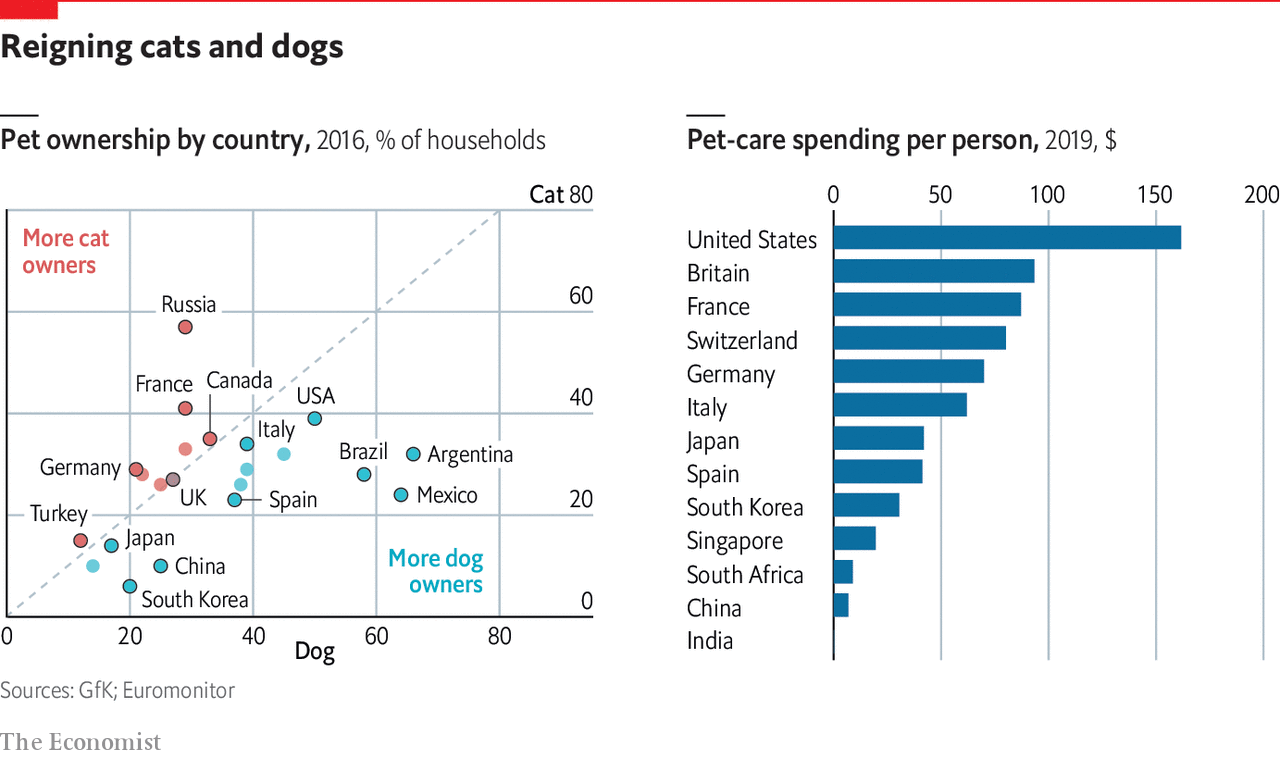 Reigning cats and dogs
Pet ownership by country, 2016, % of households
Cat 80
More cat
owners
Russia
60
France
Canada
USA
40
Italy
Brazil
Argentina
Germany
UK
Spain
Mexico
Turkey
20
Japan
China
More dog
owners
South Korea
0
0 20 40 60 80
Dog
Pet-care spending per person, 2019, $
0 50 100 150 200
United States
Britain
France
Switzerland
Germany
Italy
Japan
Spain
South Korea
Singapore
South Africa
China
India
Sources: GfK; Euromonitor
The Economist